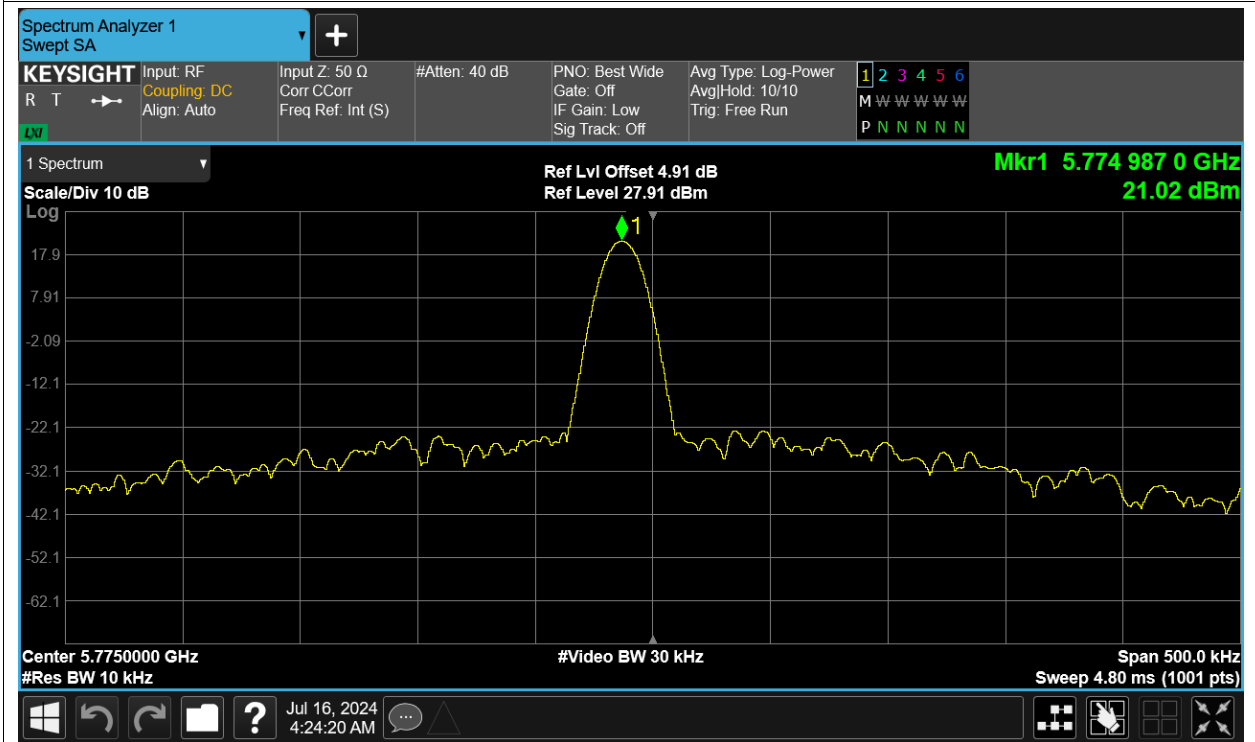 Spectrum Analyzer 1
Swept SA
KEYSIGHT
R T
LXI
Input: RF
Coupling: DC
Align: Auto
Input Z: 50 Ω
Corr CCorr
Freq Ref: Int (S)
#Atten: 40 dB
PNO: Best Wide
Gate: Off
IF Gain: Low
Sig Track: Off
Avg Type: Log-Power
Avg|Hold: 10/10
Trig: Free Run
1 2 3 4 5 6
M W W W W W
P N N N N N
1 Spectrum
Scale/Div 10 dB
Log
Ref Lvl Offset 4.91 dB
Ref Level 27.91 dBm
Mkr1 5.774 987 0 GHz
21.02 dBm
1
17.9
7.91
-2.09
-12.1
-22.1
-32.1
-42.1
-52.1
-62.1
Center 5.7750000 GHz
#Res BW 10 kHz
#Video BW 30 kHz
Span 500.0 kHz
Sweep 4.80 ms (1001 pts)
?
Jul 16, 2024
4:24:20 AM